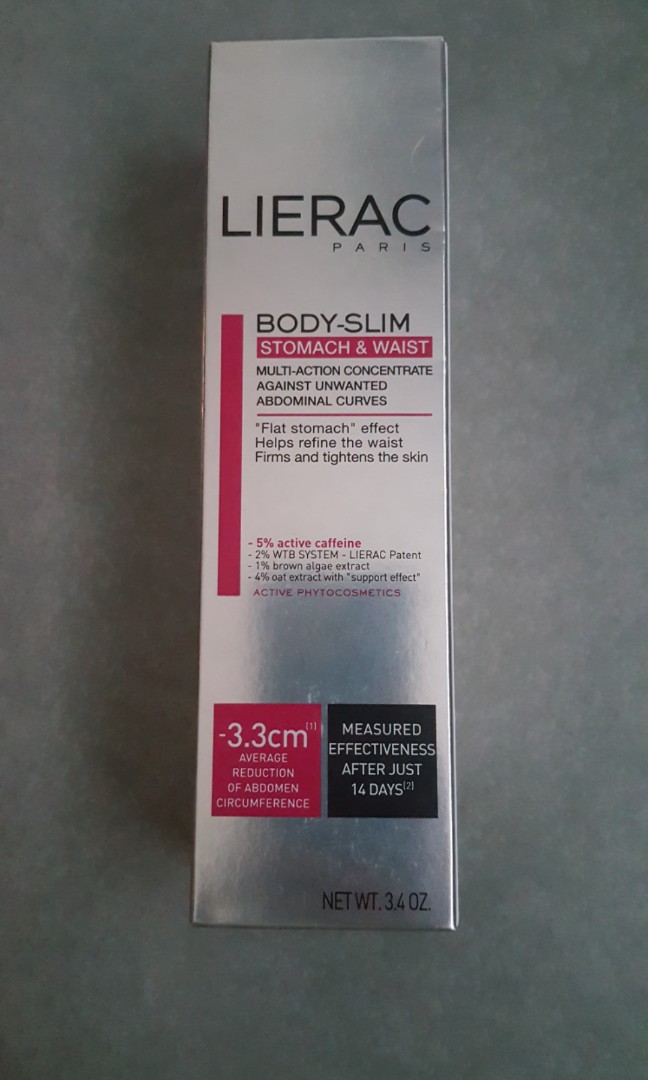 LIERAC
PARIS
BODY-SLIM
STOMACH & WAIST
MULTI-ACTION CONCENTRATE
AGAINST UNWANTED
ABDOMINAL CURVES
"Flat stomach" effect
Helps refine the waist
Firms and tightens the skin
- 5% active caffeine
- 2% WTB SYSTEM - LIERAC Patent
- 1% brown algae extract
- 4% oat extract with "support effect"
ACTIVE PHYTOCOSMETICS
-3.3cm(1)
AVERAGE
REDUCTION
OF ABDOMEN
CIRCUMFERENCE
MEASURED
EFFECTIVENESS
AFTER JUST
14 DAYS(2)
NET WT. 3.4 OZ.